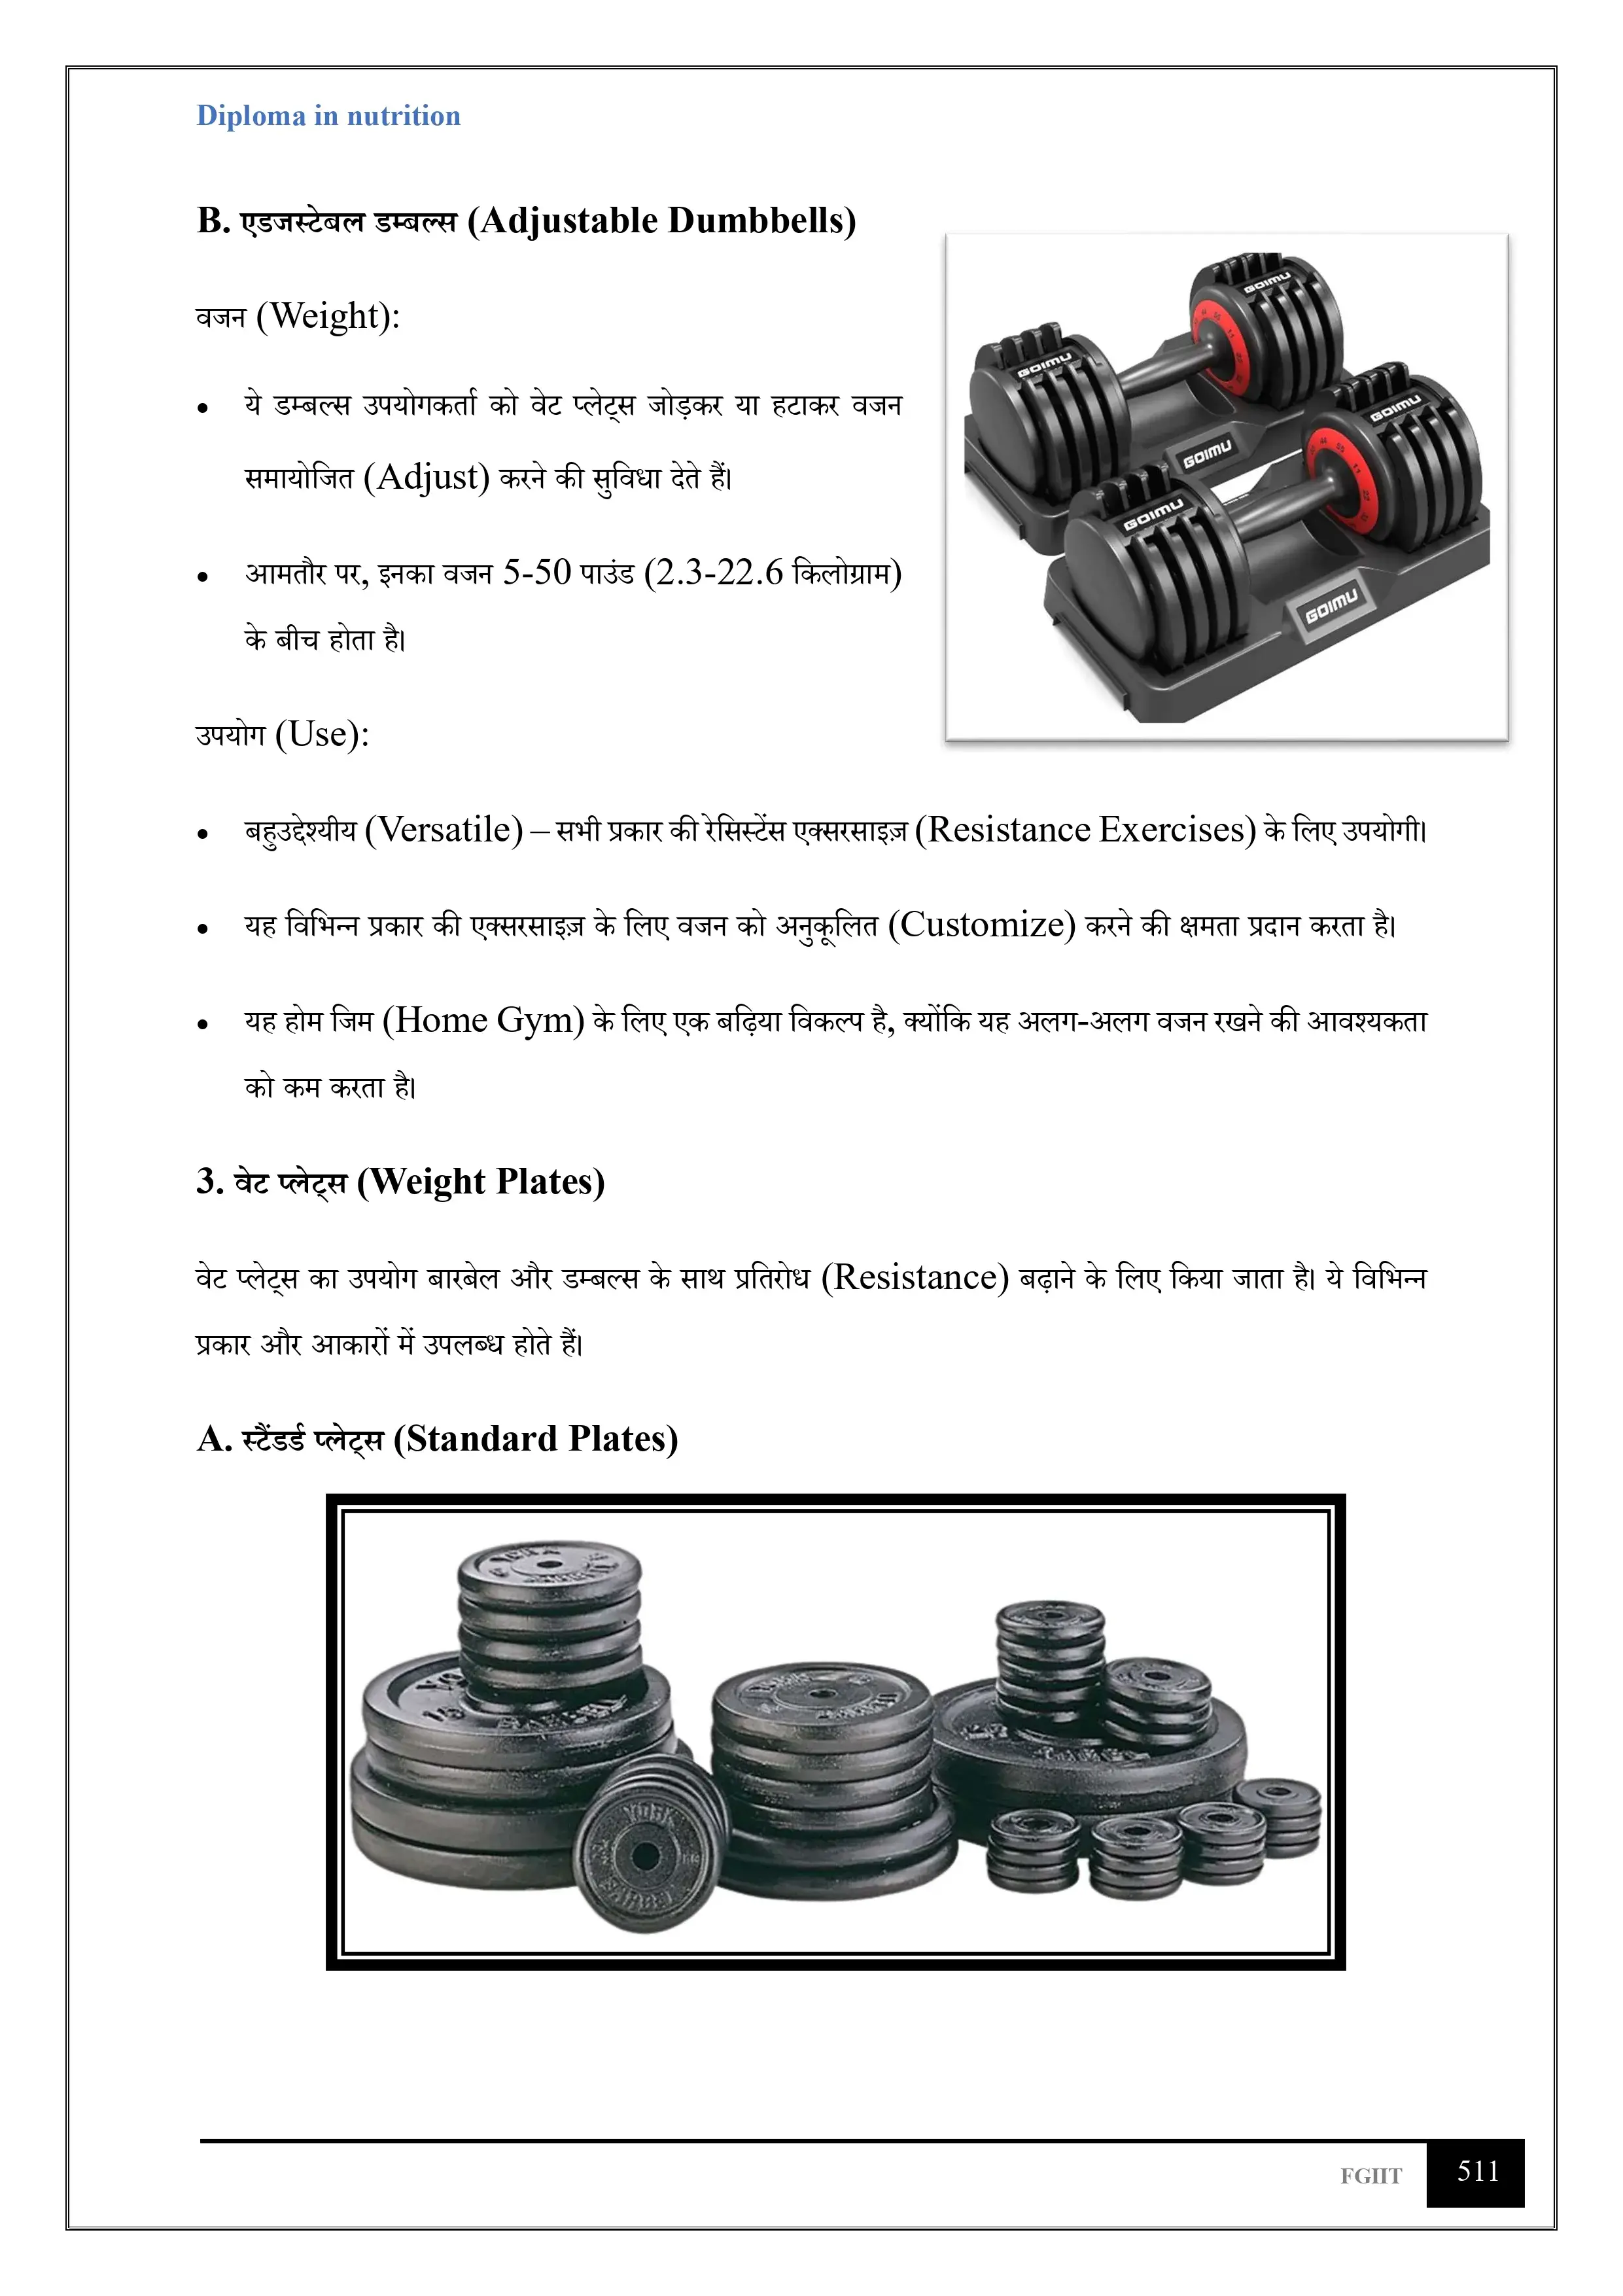 Diploma in nutrition
B. एडजस्टेबल डम्बल्स (Adjustable Dumbbells)
वजन (Weight):
• ये डम्बल्स उपयोगकर्ता को वेट प्लेट्स जोड़कर या हटाकर वजन
समायोजित (Adjust) करने की सुविधा देते हैं।
• आमतौर पर, इनका वजन 5-50 पाउंड (2.3-22.6 किलोग्राम)
के बीच होता है।
GOIMU
GOIMU
GOIMU
GOIMU
GOIMU
GOIMU
उपयोग (Use):
• बहुउद्देश्यीय (Versatile) – सभी प्रकार की रेसिस्टेंस एक्सरसाइज़ (Resistance Exercises) के लिए उपयोगी।
• यह विभिन्न प्रकार की एक्सरसाइज़ के लिए वजन को अनुकूलित (Customize) करने की क्षमता प्रदान करता है।
• यह होम जिम (Home Gym) के लिए एक बढ़िया विकल्प है, क्योंकि यह अलग-अलग वजन रखने की आवश्यकता
को कम करता है।
3. वेट प्लेट्स (Weight Plates)
वेट प्लेट्स का उपयोग बारबेल और डम्बल्स के साथ प्रतिरोध (Resistance) बढ़ाने के लिए किया जाता है। ये विभिन्न
प्रकार और आकारों में उपलब्ध होते हैं।
A. स्टैंडर्ड प्लेट्स (Standard Plates)
YORK
BARBELL
FGIIT 511